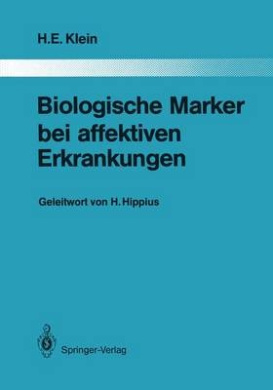 H.E. Klein
Biologische Marker
bei affektiven
Erkrankungen
Geleitwort von H. Hippius
Springer-Verlag